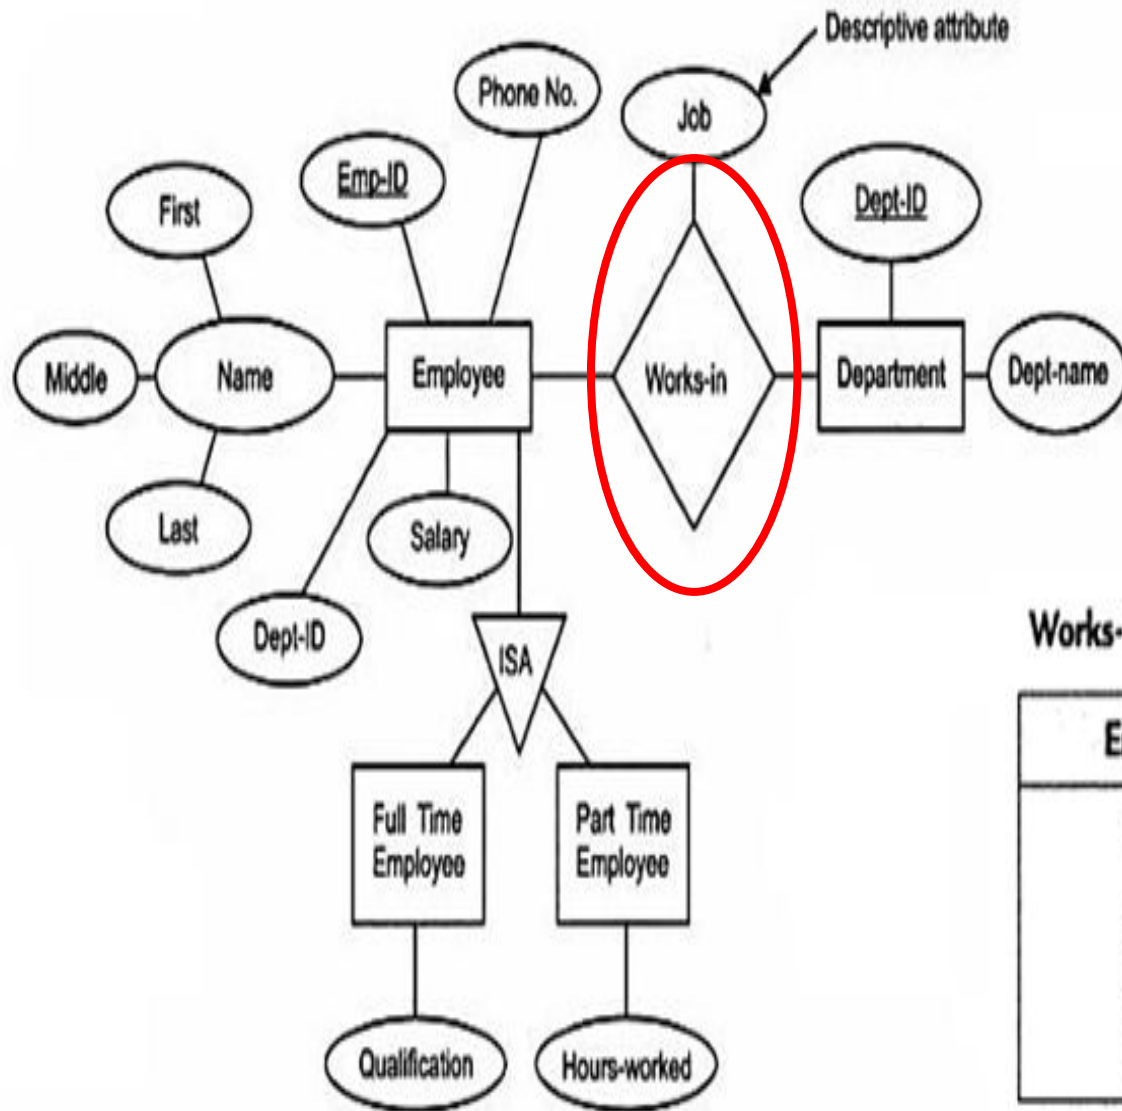 Descriptive attribute
Phone No.
Job
Emp-ID
Dept-ID
First
Middle
Name
Employee
Works-in
Department
Dept-name
Last
Salary
Dept-ID
ISA
Works-
E
Full Time
Employee
Part Time
Employee
Qualification
Hours-worked